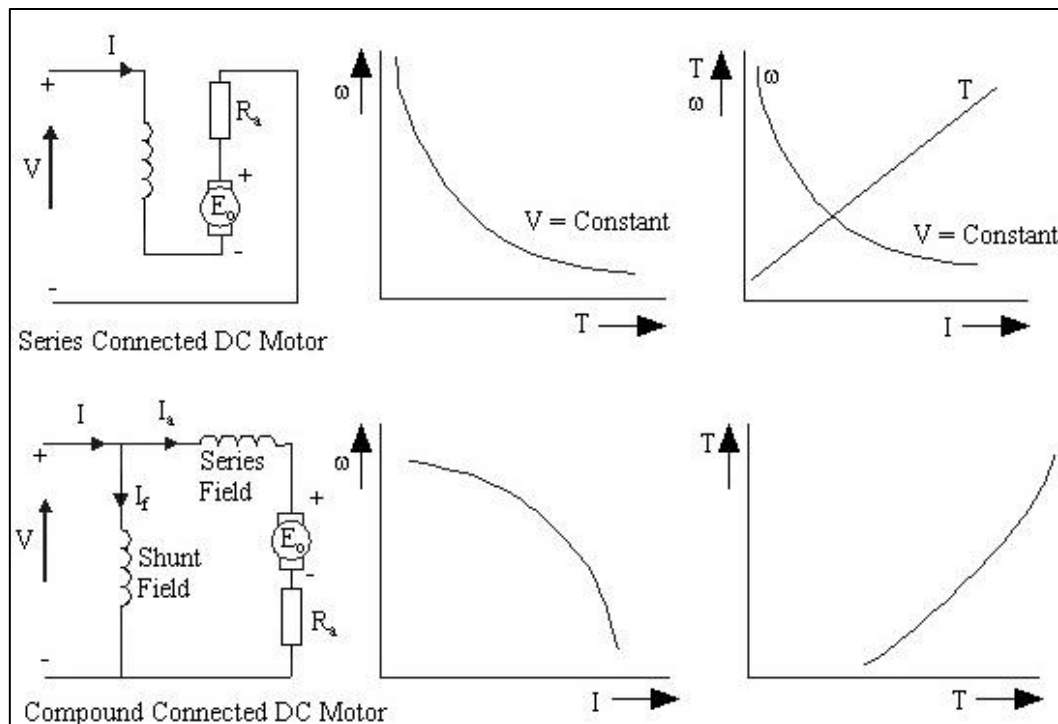 I
+
V
-
Rₐ
+
E₀
-
Series Connected DC Motor
ω
V = Constant
T
T
ω
ω
T
V = Constant
I
I
Iₐ
+
V
-
I_f
Series
Field
Shunt
Field
+
E₀
-
Rₐ
Compound Connected DC Motor
ω
I
T
T